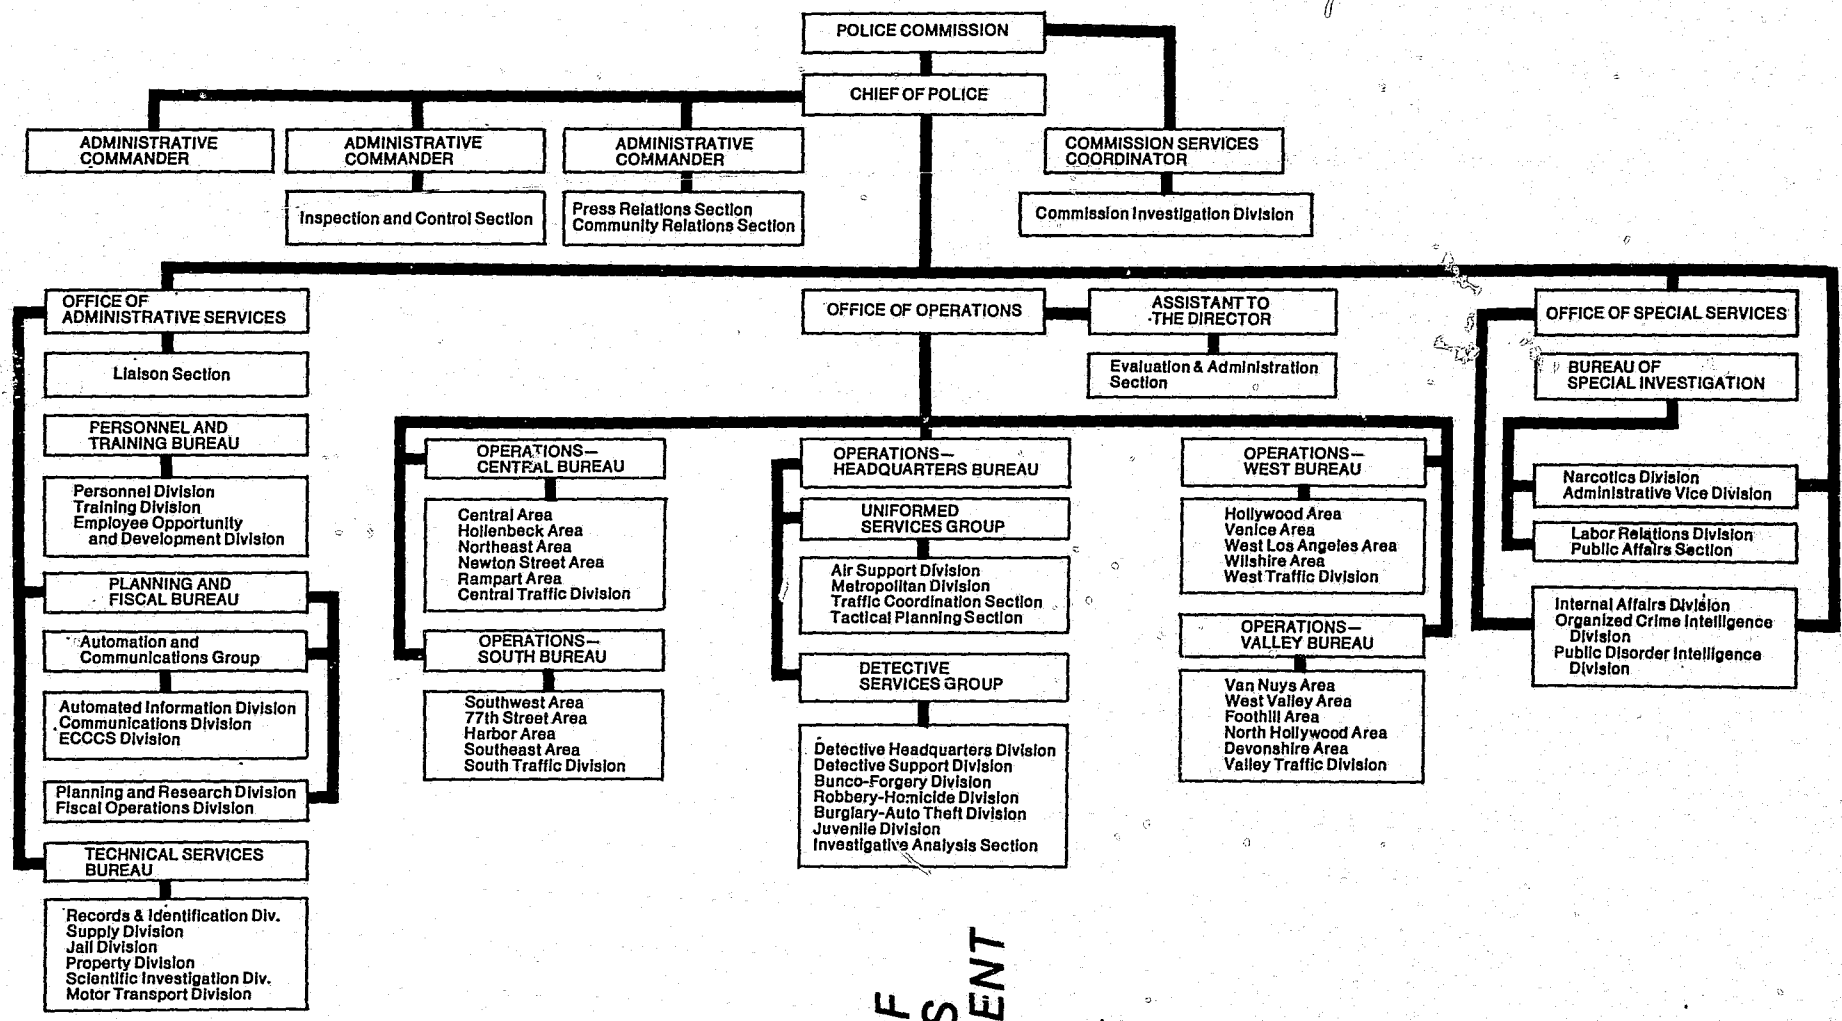 POLICE COMMISSION
CHIEF OF POLICE
ADMINISTRATIVE
COMMANDER
ADMINISTRATIVE
COMMANDER
ADMINISTRATIVE
COMMANDER
COMMISSION SERVICES
COORDINATOR
Inspection and Control Section
Press Relations Section
Community Relations Section
Commission Investigation Division
OFFICE OF
ADMINISTRATIVE SERVICES
Liaison Section
PERSONNEL AND
TRAINING BUREAU
Personnel Division
Training Division
Employee Opportunity
and Development Division
PLANNING AND
FISCAL BUREAU
Automation and
Communications Group
Automated Information Division
Communications Division
ECCCS Division
Planning and Research Division
Fiscal Operations Division
TECHNICAL SERVICES
BUREAU
Records & Identification Div.
Supply Division
Jail Division
Property Division
Scientific Investigation Div.
Motor Transport Division
OFFICE OF OPERATIONS
ASSISTANT TO
THE DIRECTOR
Evaluation & Administration
Section
OPERATIONS—
CENTRAL BUREAU
Central Area
Hollenbeck Area
Northeast Area
Newton Street Area
Rampart Area
Central Traffic Division
OPERATIONS—
SOUTH BUREAU
Southwest Area
77th Street Area
Harbor Area
Southeast Area
South Traffic Division
OPERATIONS—
HEADQUARTERS BUREAU
UNIFORMED
SERVICES GROUP
Air Support Division
Metropolitan Division
Traffic Coordination Section
Tactical Planning Section
DETECTIVE
SERVICES GROUP
Detective Headquarters Division
Detective Support Division
Bunco-Forgery Division
Robbery-Homicide Division
Burglary-Auto Theft Division
Juvenile Division
Investigative Analysis Section
OPERATIONS—
WEST BUREAU
Hollywood Area
Venice Area
West Los Angeles Area
Wilshire Area
West Traffic Division
OPERATIONS—
VALLEY BUREAU
Van Nuys Area
West Valley Area
Foothill Area
North Hollywood Area
Devonshire Area
Valley Traffic Division
OFFICE OF SPECIAL SERVICES
BUREAU OF
SPECIAL INVESTIGATION
Narcotics Division
Administrative Vice Division
Labor Relations Division
Public Affairs Section
Internal Affairs Division
Organized Crime Intelligence
Division
Public Disorder Intelligence
Division
F
S
ENT